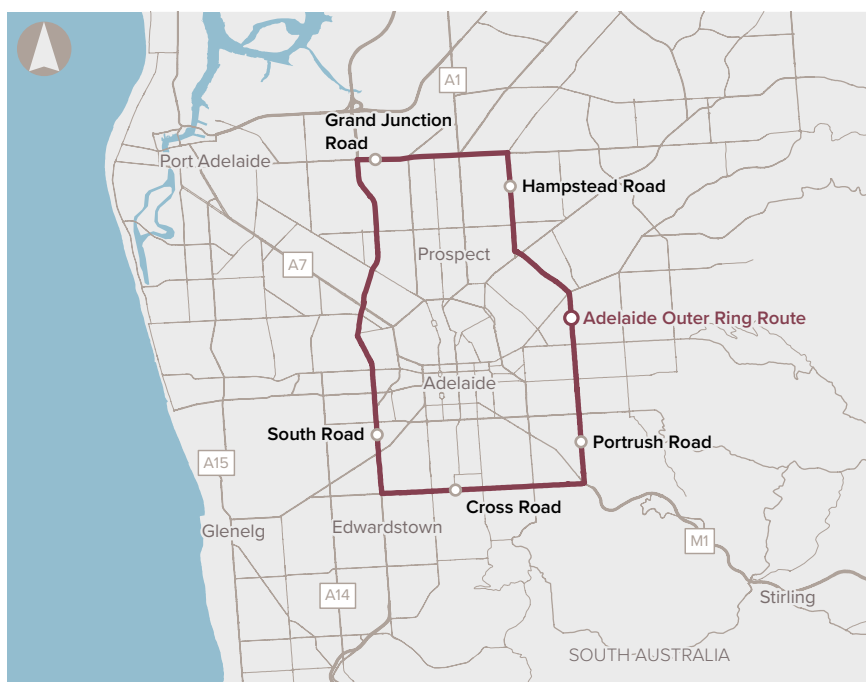 A1
Grand Junction
Road
Port Adelaide
Hampstead Road
Prospect
A7
Adelaide Outer Ring Route
Adelaide
South Road
Portrush Road
A15
Cross Road
Glenelg
Edwardstown
M1
A14
Stirling
SOUTH-AUSTRALIA